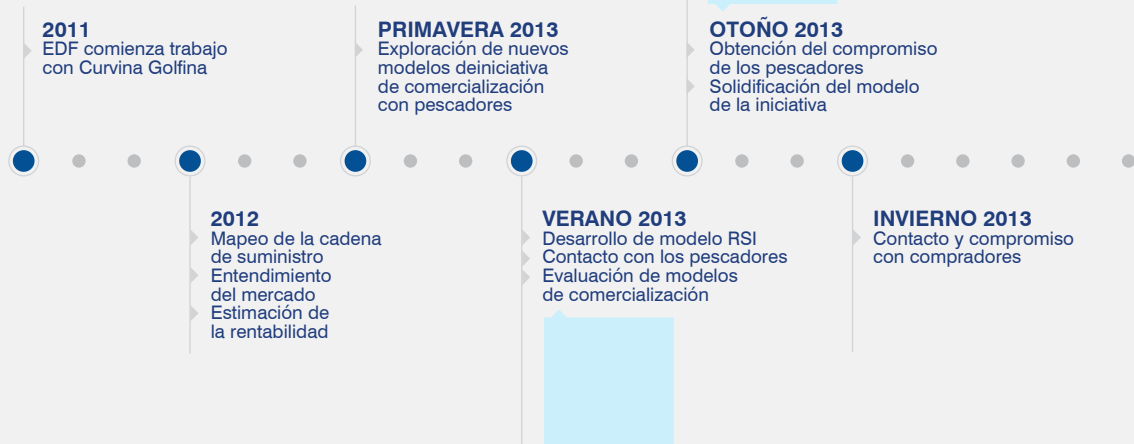 2011
EDF comienza trabajo
con Curvina Golfina
PRIMAVERA 2013
Exploración de nuevos
modelos deiniciativa
de comercialización
con pescadores
OTOÑO 2013
Obtención del compromiso
de los pescadores
Solidificación del modelo
de la iniciativa
2012
Mapeo de la cadena
de suministro
Entendimiento
del mercado
Estimación de
la rentabilidad
VERANO 2013
Desarrollo de modelo RSI
Contacto con los pescadores
Evaluación de modelos
de comercialización
INVIERNO 2013
Contacto y compromiso
con compradores